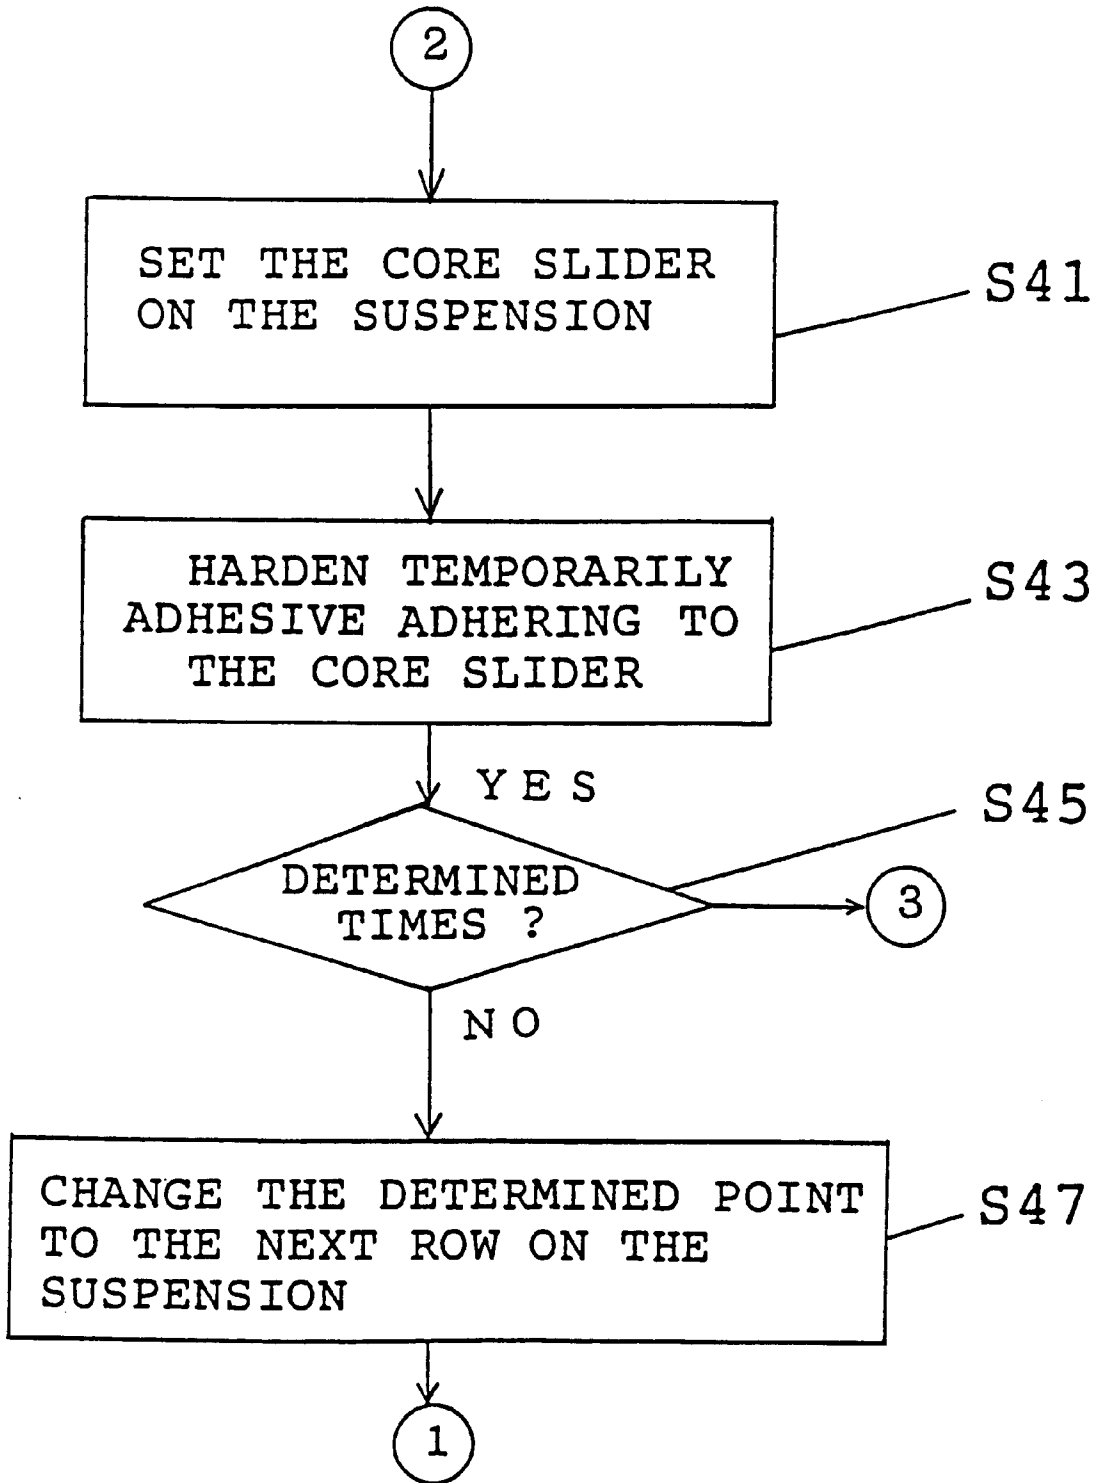 2
SET THE CORE SLIDER
ON THE SUSPENSION
S41
HARDEN TEMPORARILY
ADHESIVE ADHERING TO
THE CORE SLIDER
S43
YES
S45
DETERMINED
TIMES ?
3
NO
CHANGE THE DETERMINED POINT
TO THE NEXT ROW ON THE
SUSPENSION
S47
1